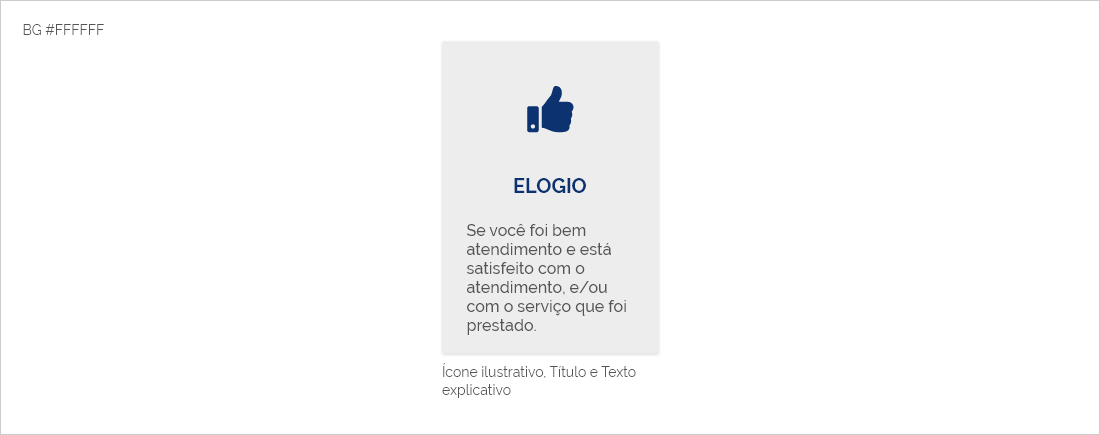 BG #FFFFFF
ELOGIO
Se você foi bem
atendimento e está
satisfeito com o
atendimento, e/ou
com o serviço que foi
prestado.
Ícone ilustrativo, Título e Texto
explicativo